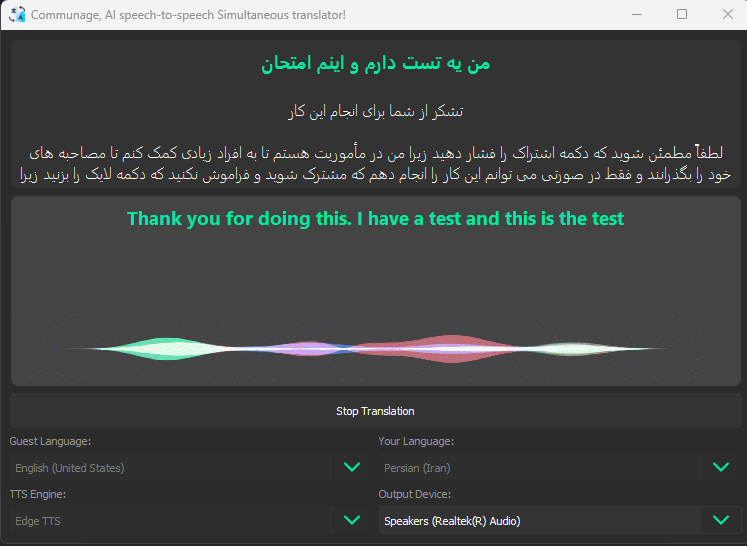 Communage, AI speech-to-speech Simultaneous translator!
من یه تست دارم و اینم امتحان
تشکر از شما برای انجام این کار
لطفاً مطمئن شوید که دکمه اشتراک را فشار دهید زیرا من در مأموریت هستم تا به افراد زیادی کمک کنم تا مصاحبه های
خود را بگذرانند و فقط در صورتی می توانم این کار را انجام دهم که مشترک شوید و فراموش نکنید که دکمه لایک را بزنید زیرا
Thank you for doing this. I have a test and this is the test
Stop Translation
Guest Language:
Your Language:
English (United States)
Persian (Iran)
TTS Engine:
Output Device:
Edge TTS
Speakers (Realtek(R) Audio)